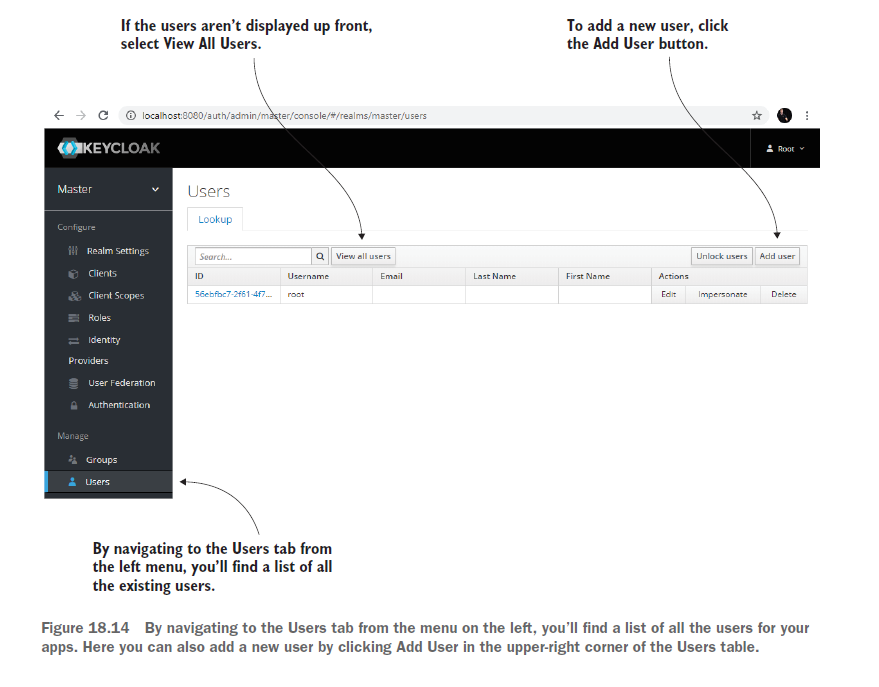 If the users aren't displayed up front,
select View All Users.
To add a new user, click
the Add User button.
localhost:8080/auth/admin/master/console/#/realms/master/users
KEYCLOAK
Root
Master
Configure
Realm Settings
Clients
Client Scopes
Roles
Identity
Providers
User Federation
Authentication
Manage
Groups
Users
Users
Lookup
Search...
View all users
Unlock users
Add user
ID Username Email Last Name First Name Actions
56ebfbc7-2f61-4f7... root Edit Impersonate Delete
By navigating to the Users tab from
the left menu, you'll find a list of all
the existing users.
Figure 18.14 By navigating to the Users tab from the menu on the left, you'll find a list of all the users for your
apps. Here you can also add a new user by clicking Add User in the upper-right corner of the Users table.